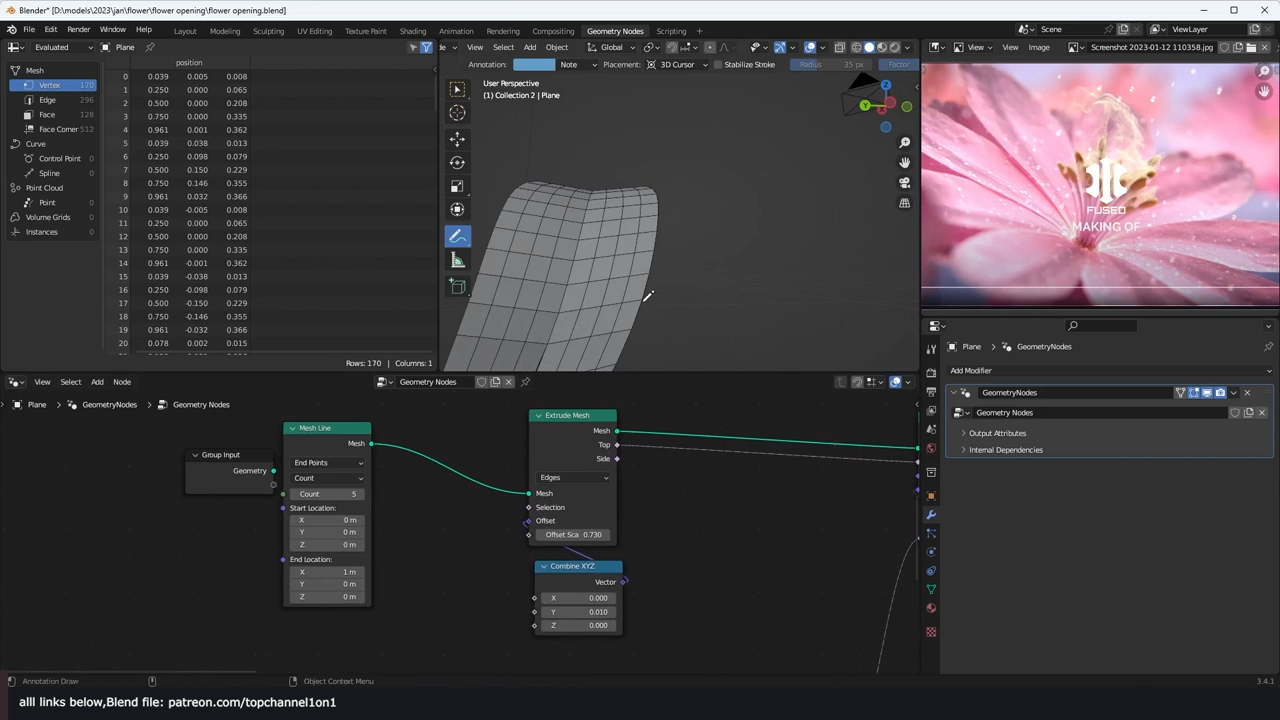 Blender* [D:\models\2023\jan\flower\flower opening\flower opening.blend]
File Edit Render Window Help Layout Modeling Sculpting UV Editing Texture Paint Shading Animation Rendering Compositing Geometry Nodes Scripting Scene ViewLayer
Evaluated Plane
View Select Add Object Global
View View Image Screenshot 2023-01-12 110358.jpg
Annotation: Note Placement: 3D Cursor Stabilize Stroke Radius 35 px Factor
position
Mesh
Vertex 170
Edge 296
Face 128
Face Corner 512
Curve
Control Point 0
Spline 0
Point Cloud
Point 0
Volume Grids 0
Instances 0
0 0.039 0.005 0.008
1 0.250 0.000 0.065
2 0.500 0.000 0.208
3 0.750 0.000 0.335
4 0.961 0.001 0.362
5 0.039 0.038 0.013
6 0.250 0.098 0.079
7 0.500 0.150 0.229
8 0.750 0.146 0.355
9 0.961 0.032 0.366
10 0.039 -0.005 0.008
11 0.250 0.000 0.065
12 0.500 0.000 0.208
13 0.750 0.000 0.335
14 0.961 -0.001 0.362
15 0.039 -0.038 0.013
16 0.250 -0.098 0.079
17 0.500 -0.150 0.229
18 0.750 -0.146 0.355
19 0.961 -0.032 0.366
20 0.078 0.002 0.015
Rows: 170 | Columns: 1
User Perspective
(1) Collection 2 | Plane
Z
Y
X
FUSED
MAKING OF
View Select Add Node Geometry Nodes
Plane GeometryNodes Geometry Nodes
Group Input
Geometry
Mesh Line
Mesh
End Points
Count
Count 5
Start Location:
X 0 m
Y 0 m
Z 0 m
End Location:
X 1 m
Y 0 m
Z 0 m
Extrude Mesh
Mesh
Top
Side
Edges
Mesh
Selection
Offset
Offset Sca 0.730
Combine XYZ
Vector
X 0.000
Y 0.010
Z 0.000
Plane GeometryNodes
Add Modifier
GeometryNodes
Geometry Nodes
Output Attributes
Internal Dependencies
Annotation Draw Object Context Menu 3.4.1
alll links below,Blend file: patreon.com/topchannel1on1